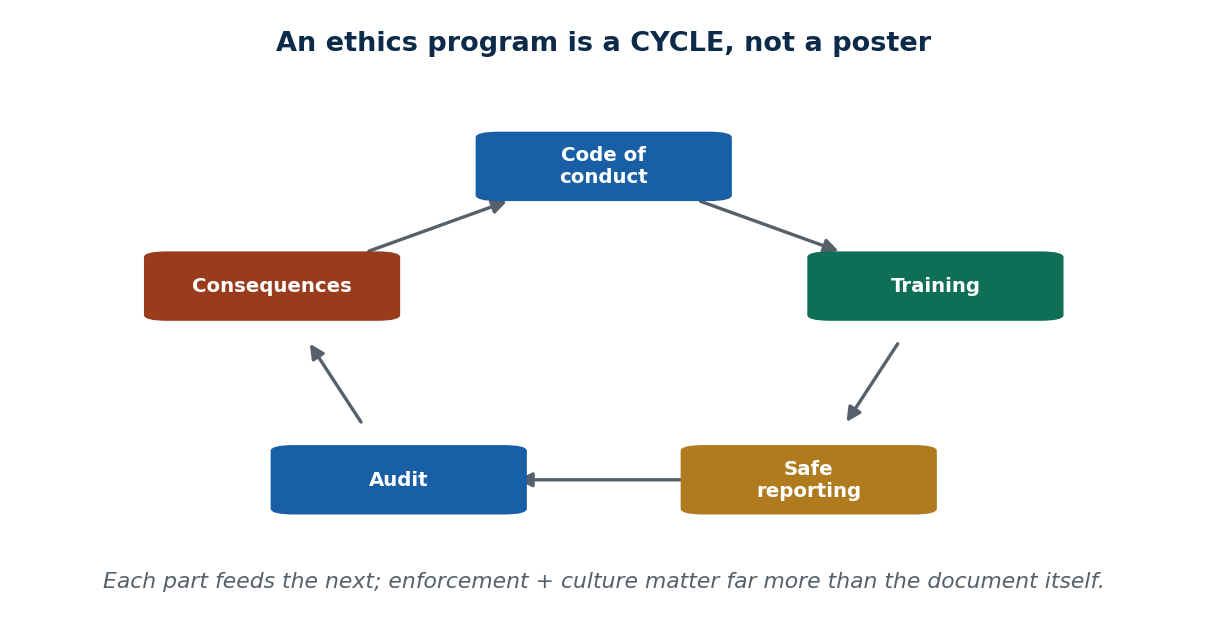 An ethics program is a CYCLE, not a poster
Code of
conduct
Consequences
Training
Audit
Safe
reporting
Each part feeds the next; enforcement + culture matter far more than the document itself.